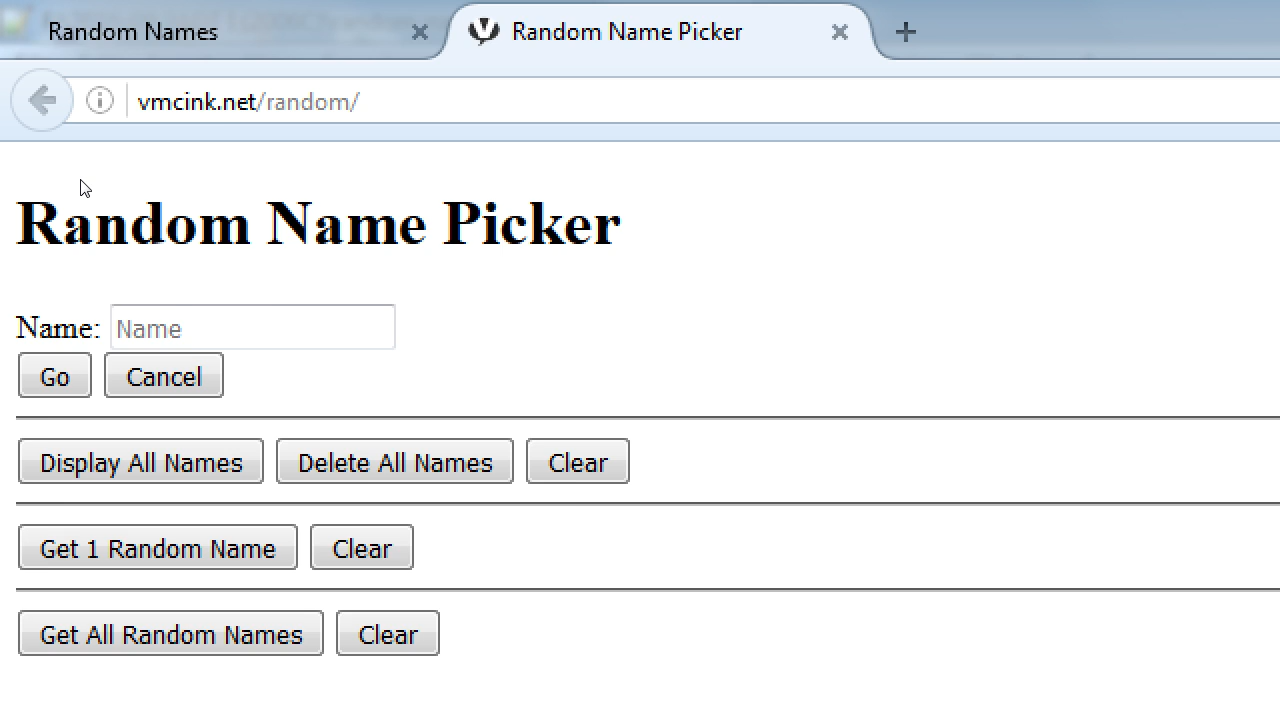 Random Names
Random Name Picker
vmcink.net/random/
Random Name Picker
Name: Name
Go Cancel
Display All Names Delete All Names Clear
Get 1 Random Name Clear
Get All Random Names Clear